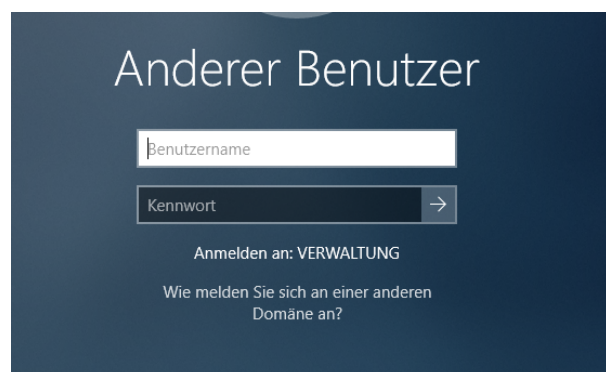 Anderer Benutzer
Benutzername
Kennwort
Anmelden an: VERWALTUNG
Wie melden Sie sich an einer anderen
Domäne an?